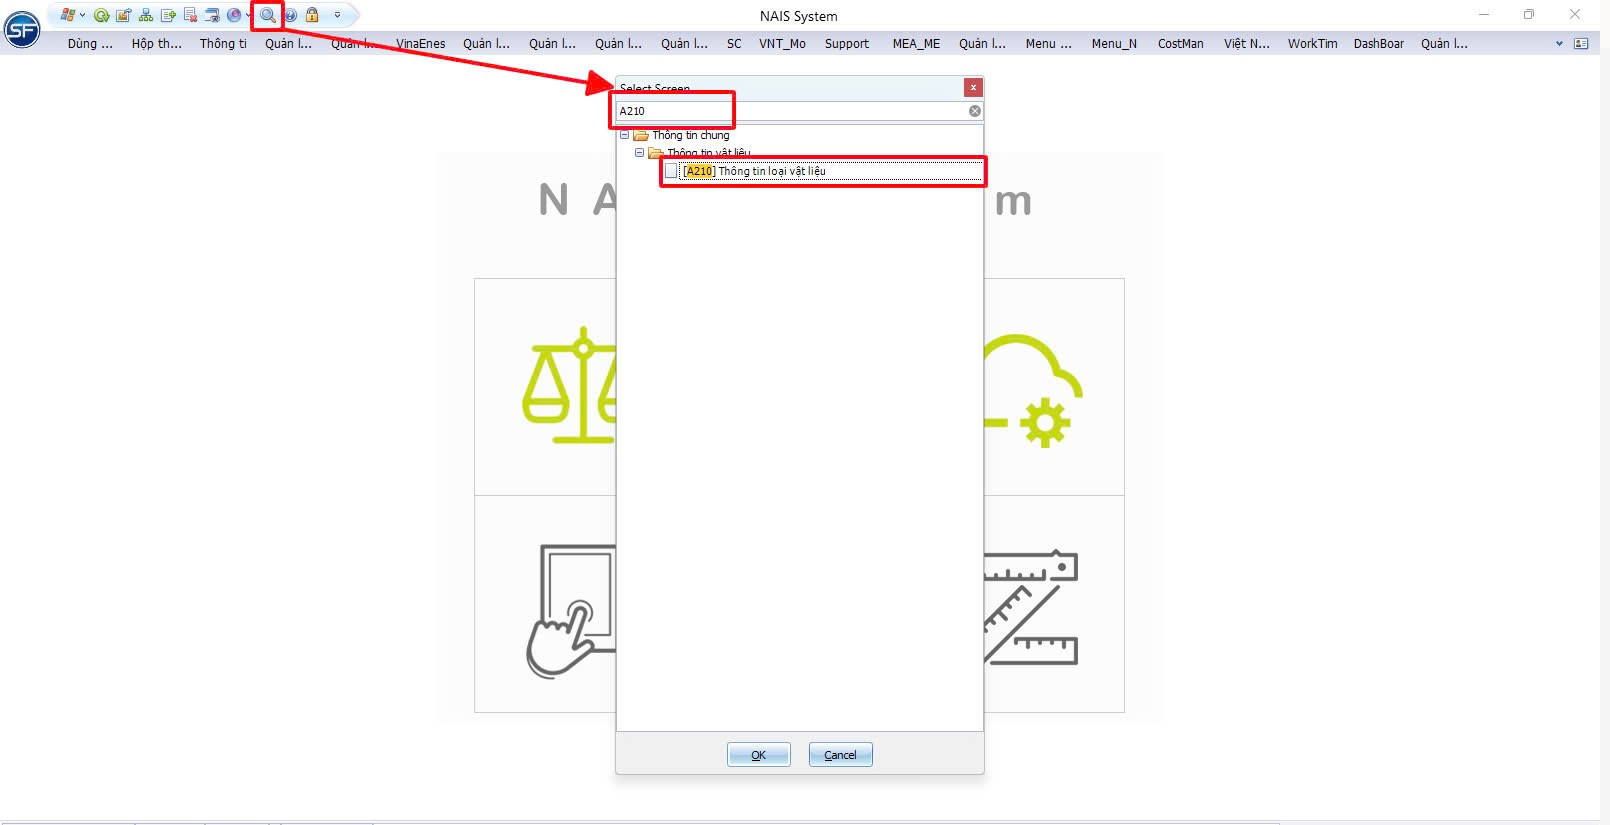 NAIS System
SF
Dùng ... Hộp th... Thông ti Quản l... Quản l... VinaEnes Quản l... Quản l... Quản l... Quản l... SC VNT_Mo Support MEA_ME Quản l... Menu ... Menu_N CostMan Việt N... WorkTim DashBoar Quản l...
Select Screen
A210
Thông tin chung
Thông tin vật liệu
[A210] Thông tin loại vật liệu
N A m
OK Cancel